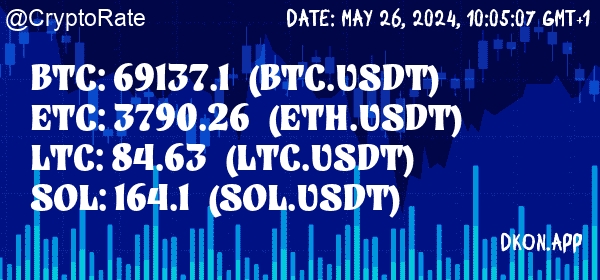 @CryptoRate
DATE: MAY 26, 2024, 10:05:07 GMT+1
BTC: 69137.1 (BTC.USDT)
ETC: 3790.26 (ETH.USDT)
LTC: 84.63 (LTC.USDT)
SOL: 164.1 (SOL.USDT)
DKON.APP